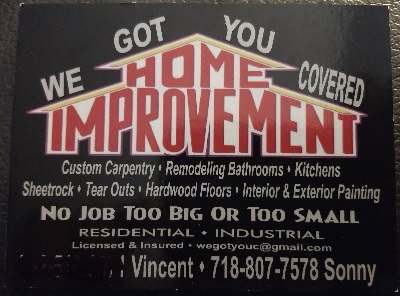 WE GOT YOU COVERED
HOME
IMPROVEMENT
Custom Carpentry • Remodeling Bathrooms • Kitchens
Sheetrock • Tear Outs • Hardwood Floors • Interior & Exterior Painting
NO JOB TOO BIG OR TOO SMALL
RESIDENTIAL • INDUSTRIAL
Licensed & Insured • wegotyouc@gmail.com
Vincent • 718-807-7578 Sonny